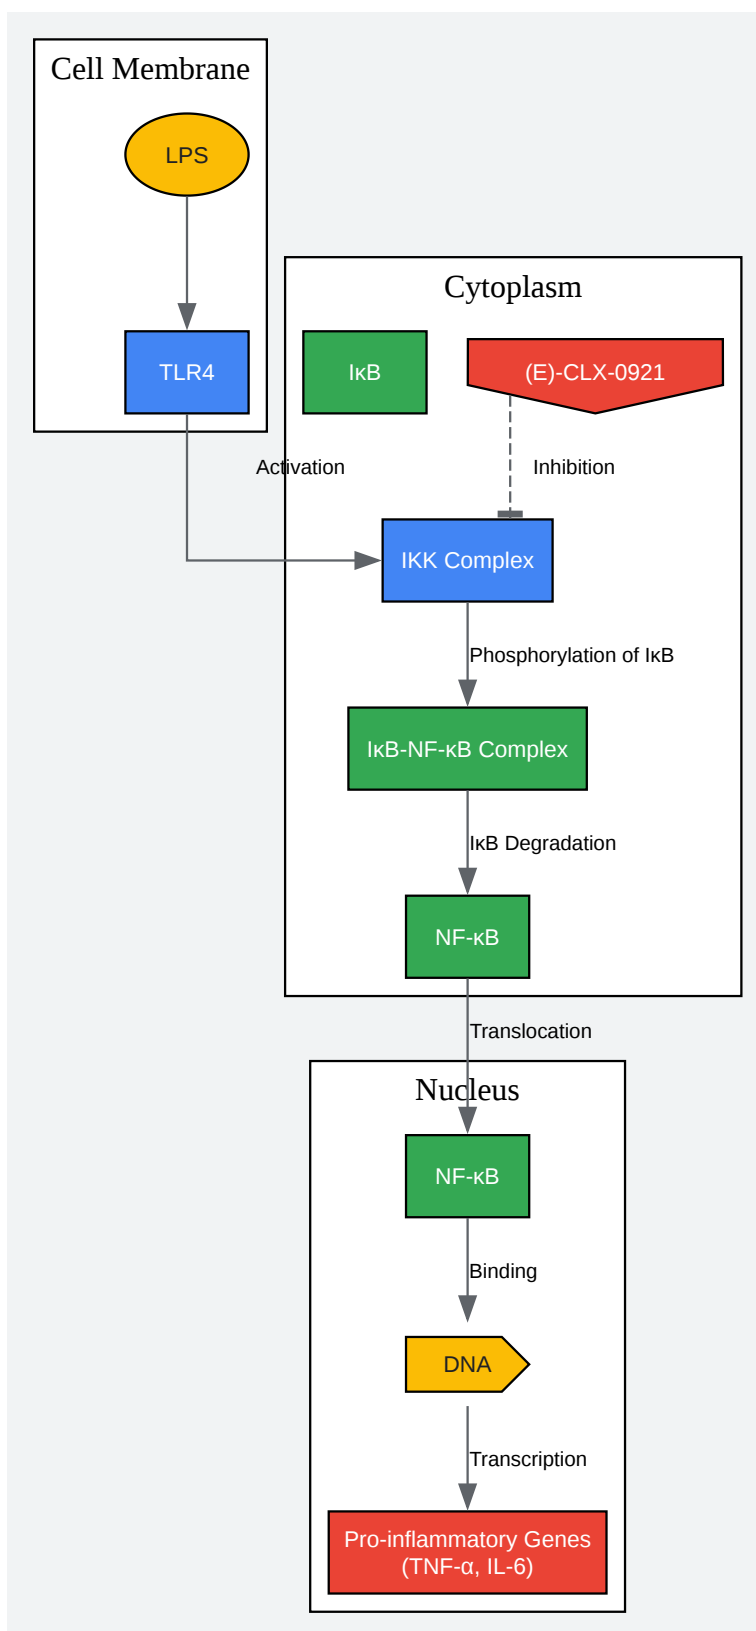 Cell Membrane
LPS
TLR4
Cytoplasm
IκB
(E)-CLX-0921
Activation
Inhibition
IKK Complex
Phosphorylation of IκB
IκB-NF-κB Complex
IκB Degradation
NF-κB
Translocation
Nucleus
NF-κB
Binding
DNA
Transcription
Pro-inflammatory Genes
(TNF-α, IL-6)